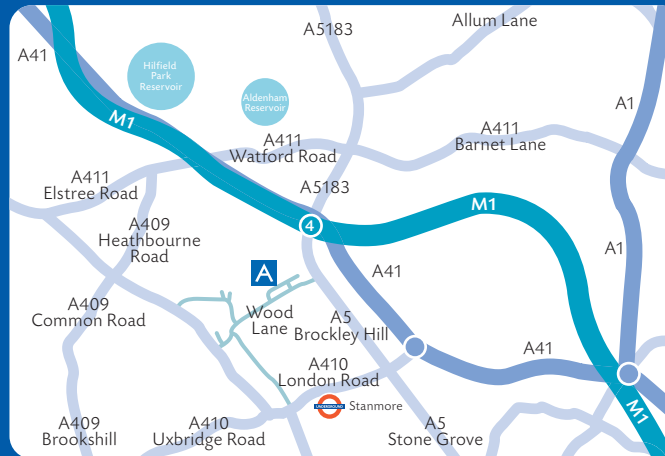 Allum Lane
A5183
A41
Hilfield
Park
Reservoir
Aldenham
Reservoir
A1
M1
A411
Barnet Lane
A411
Watford Road
A411
Elstree Road
A5183
M1
A409
Heathbourne
Road
4
A1
A41
A
A409
Common Road
Wood
Lane
A5
Brockley Hill
A41
A410
London Road
UNDERGROUND
Stanmore
M1
A409
Brookshill
A410
Uxbridge Road
A5
Stone Grove